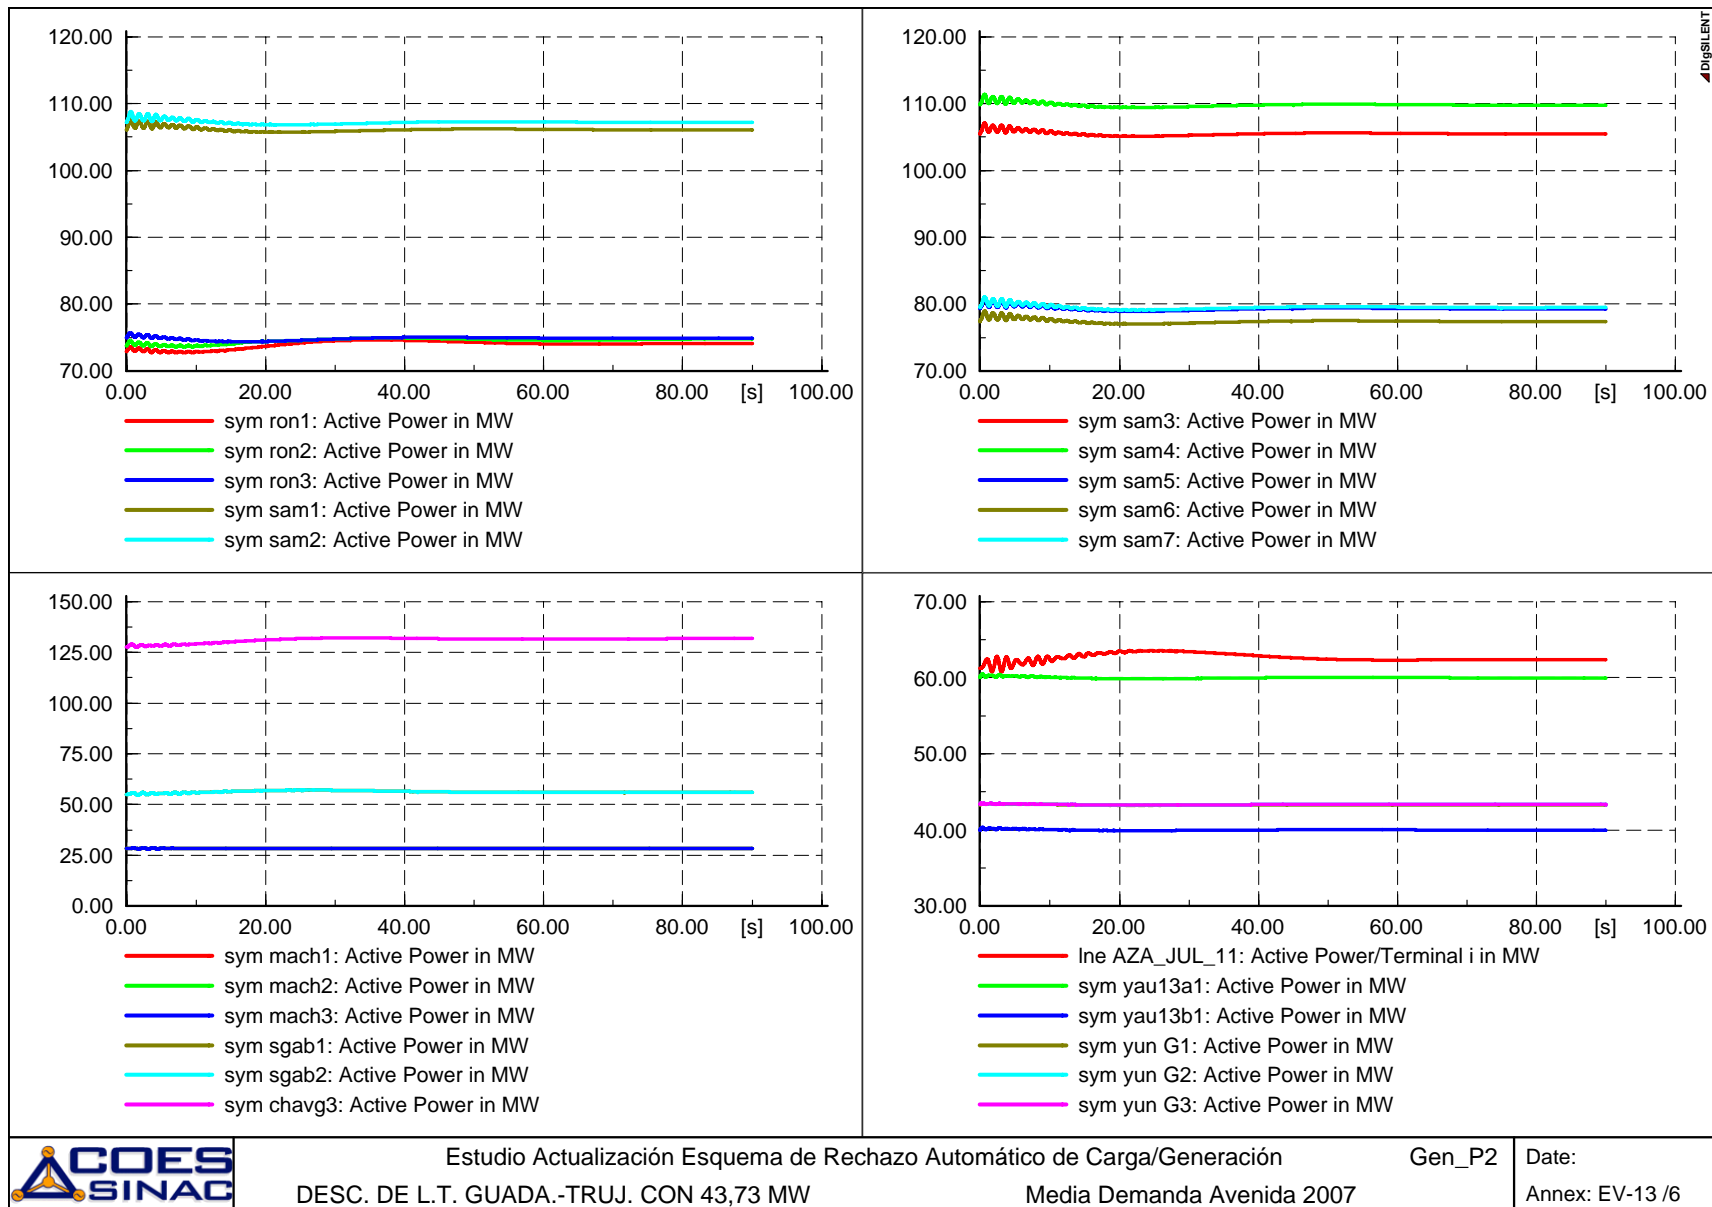 DIgSILENT
120.00
110.00
100.00
90.00
80.00
70.00
0.00 20.00 40.00 60.00 80.00 [s] 100.00
sym ron1: Active Power in MW
sym ron2: Active Power in MW
sym ron3: Active Power in MW
sym sam1: Active Power in MW
sym sam2: Active Power in MW
120.00
110.00
100.00
90.00
80.00
70.00
0.00 20.00 40.00 60.00 80.00 [s] 100.00
sym sam3: Active Power in MW
sym sam4: Active Power in MW
sym sam5: Active Power in MW
sym sam6: Active Power in MW
sym sam7: Active Power in MW
150.00
125.00
100.00
75.00
50.00
25.00
0.00
0.00 20.00 40.00 60.00 80.00 [s] 100.00
sym mach1: Active Power in MW
sym mach2: Active Power in MW
sym mach3: Active Power in MW
sym sgab1: Active Power in MW
sym sgab2: Active Power in MW
sym chavg3: Active Power in MW
70.00
60.00
50.00
40.00
30.00
0.00 20.00 40.00 60.00 80.00 [s] 100.00
lne AZA_JUL_11: Active Power/Terminal i in MW
sym yau13a1: Active Power in MW
sym yau13b1: Active Power in MW
sym yun G1: Active Power in MW
sym yun G2: Active Power in MW
sym yun G3: Active Power in MW
COES
SINAC
Estudio Actualización Esquema de Rechazo Automático de Carga/Generación Gen_P2
DESC. DE L.T. GUADA.-TRUJ. CON 43,73 MW Media Demanda Avenida 2007
Date:
Annex: EV-13 /6